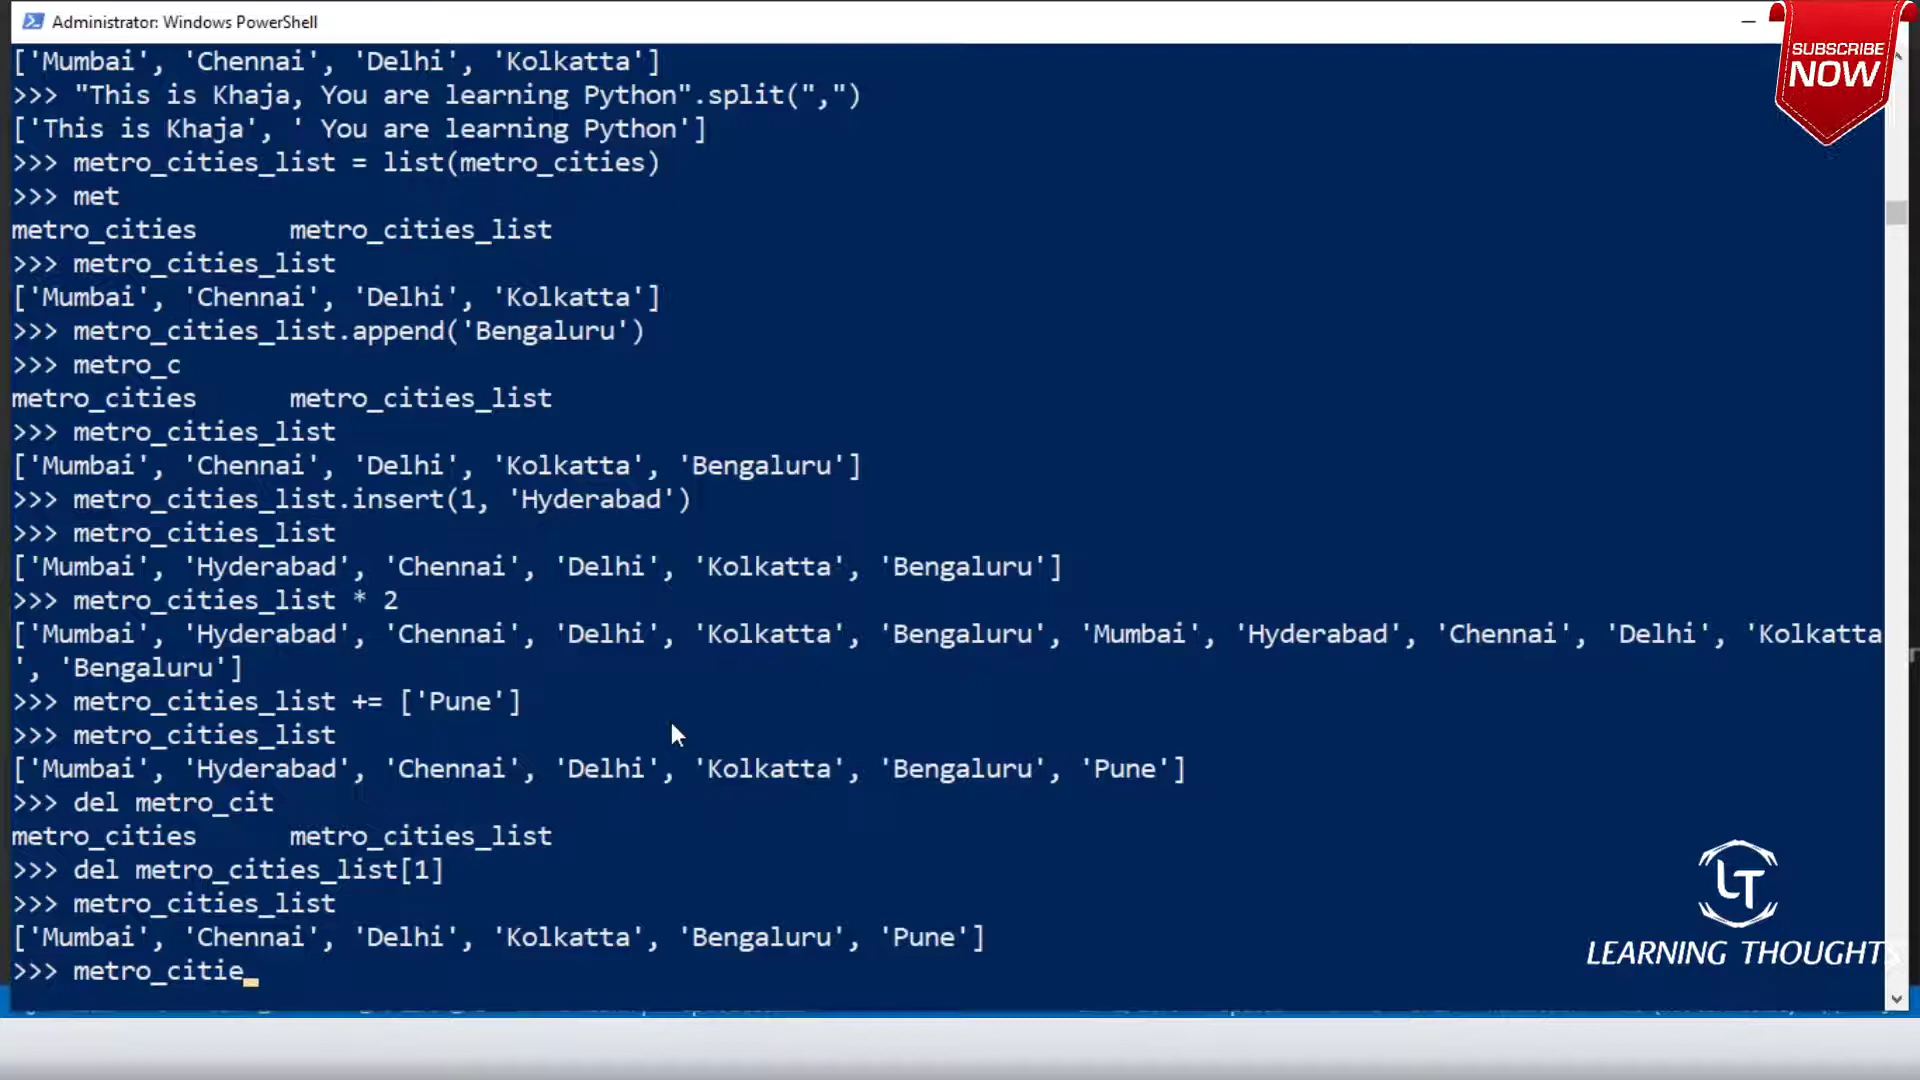 Administrator: Windows PowerShell
SUBSCRIBE
NOW
['Mumbai', 'Chennai', 'Delhi', 'Kolkatta']
>>> "This is Khaja, You are learning Python".split(",")
['This is Khaja', ' You are learning Python']
>>> metro_cities_list = list(metro_cities)
>>> met
metro_cities      metro_cities_list
>>> metro_cities_list
['Mumbai', 'Chennai', 'Delhi', 'Kolkatta']
>>> metro_cities_list.append('Bengaluru')
>>> metro_c
metro_cities      metro_cities_list
>>> metro_cities_list
['Mumbai', 'Chennai', 'Delhi', 'Kolkatta', 'Bengaluru']
>>> metro_cities_list.insert(1, 'Hyderabad')
>>> metro_cities_list
['Mumbai', 'Hyderabad', 'Chennai', 'Delhi', 'Kolkatta', 'Bengaluru']
>>> metro_cities_list * 2
['Mumbai', 'Hyderabad', 'Chennai', 'Delhi', 'Kolkatta', 'Bengaluru', 'Mumbai', 'Hyderabad', 'Chennai', 'Delhi', 'Kolkatta
', 'Bengaluru']
>>> metro_cities_list += ['Pune']
>>> metro_cities_list
['Mumbai', 'Hyderabad', 'Chennai', 'Delhi', 'Kolkatta', 'Bengaluru', 'Pune']
>>> del metro_cit
metro_cities      metro_cities_list
>>> del metro_cities_list[1]
>>> metro_cities_list
['Mumbai', 'Chennai', 'Delhi', 'Kolkatta', 'Bengaluru', 'Pune']
>>> metro_citie
LT
LEARNING THOUGHTS